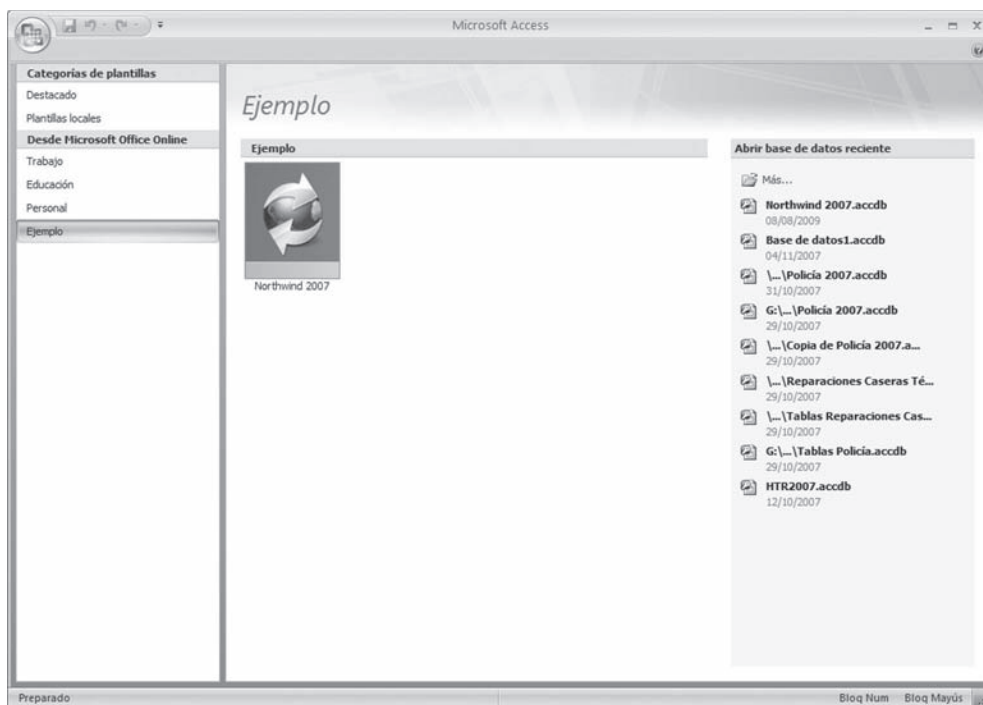 Microsoft Access
Categorías de plantillas
Destacado
Plantillas locales
Desde Microsoft Office Online
Trabajo
Educación
Personal
Ejemplo
Ejemplo
Ejemplo
Northwind 2007
Abrir base de datos reciente
Más...
Northwind 2007.accdb
08/08/2009
Base de datos1.accdb
04/11/2007
\...\Policía 2007.accdb
31/10/2007
G:\...\Policía 2007.accdb
29/10/2007
\...\Copia de Policía 2007.a...
29/10/2007
\...\Reparaciones Caseras Té...
29/10/2007
\...\Tablas Reparaciones Cas...
29/10/2007
G:\...\Tablas Policía.accdb
29/10/2007
HTR2007.accdb
12/10/2007
Preparado
Bloq Num Bloq Mayús